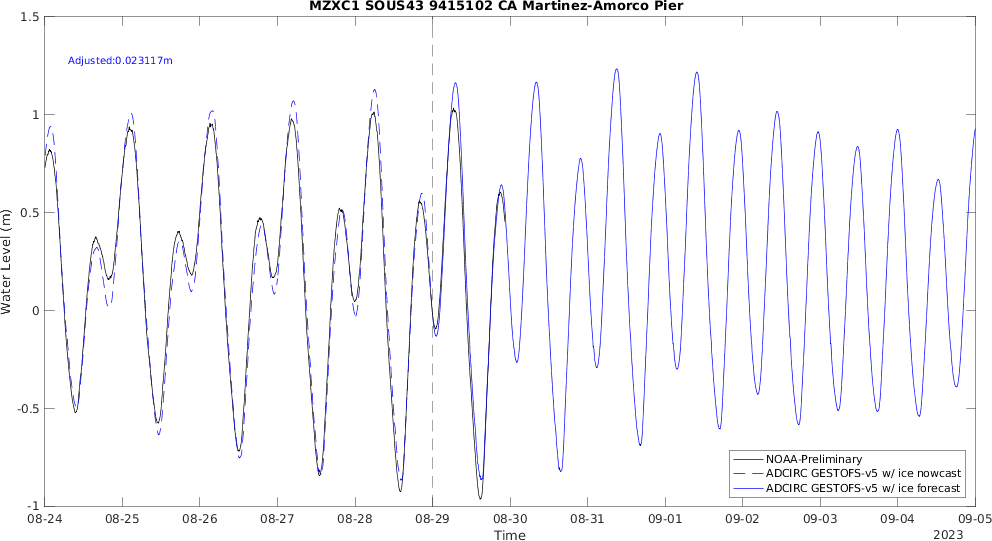 MZXC1 SOUS43 9415102 CA Martinez-Amorco Pier
Adjusted:0.023117m
Water Level (m)
1.5
1
0.5
0
-0.5
-1
08-24 08-25 08-26 08-27 08-28 08-29 08-30 08-31 09-01 09-02 09-03 09-04 09-05
Time
2023
NOAA-Preliminary
ADCIRC GESTOFS-v5 w/ ice nowcast
ADCIRC GESTOFS-v5 w/ ice forecast